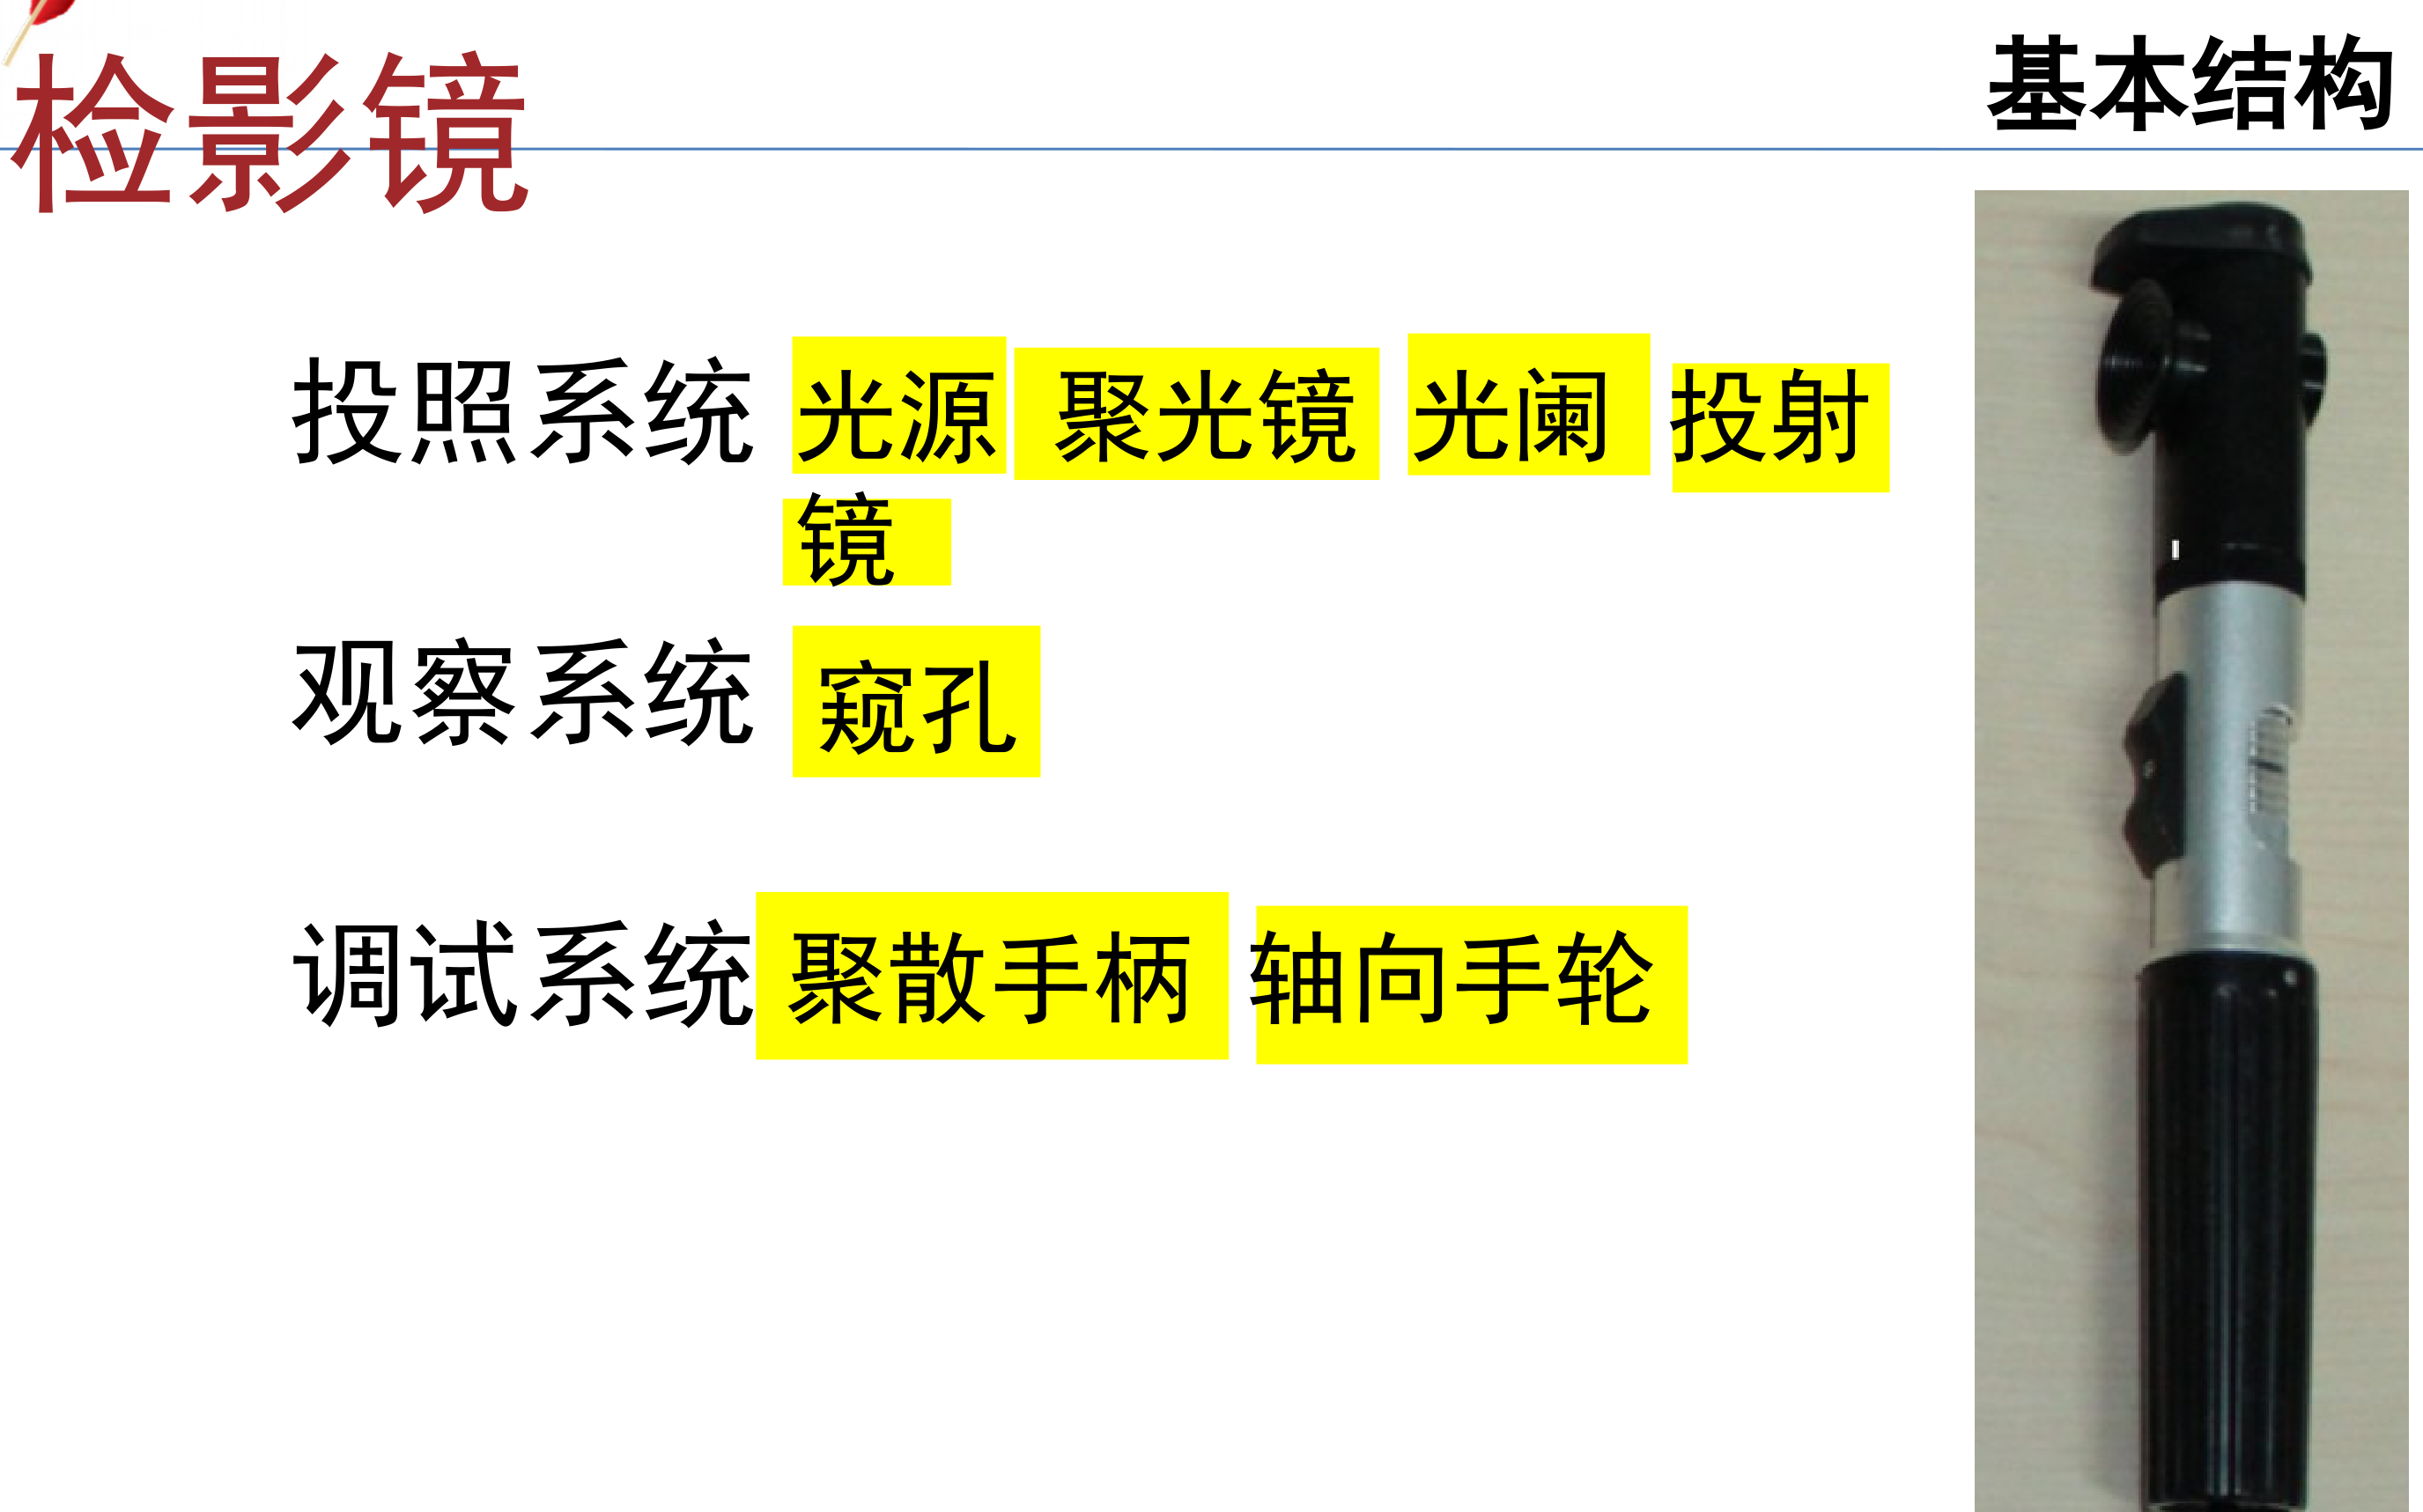 检影镜
基本结构
投照系统 光源 聚光镜 光阑 投射
镜
观察系统 窥孔
调试系统 聚散手柄 轴向手轮